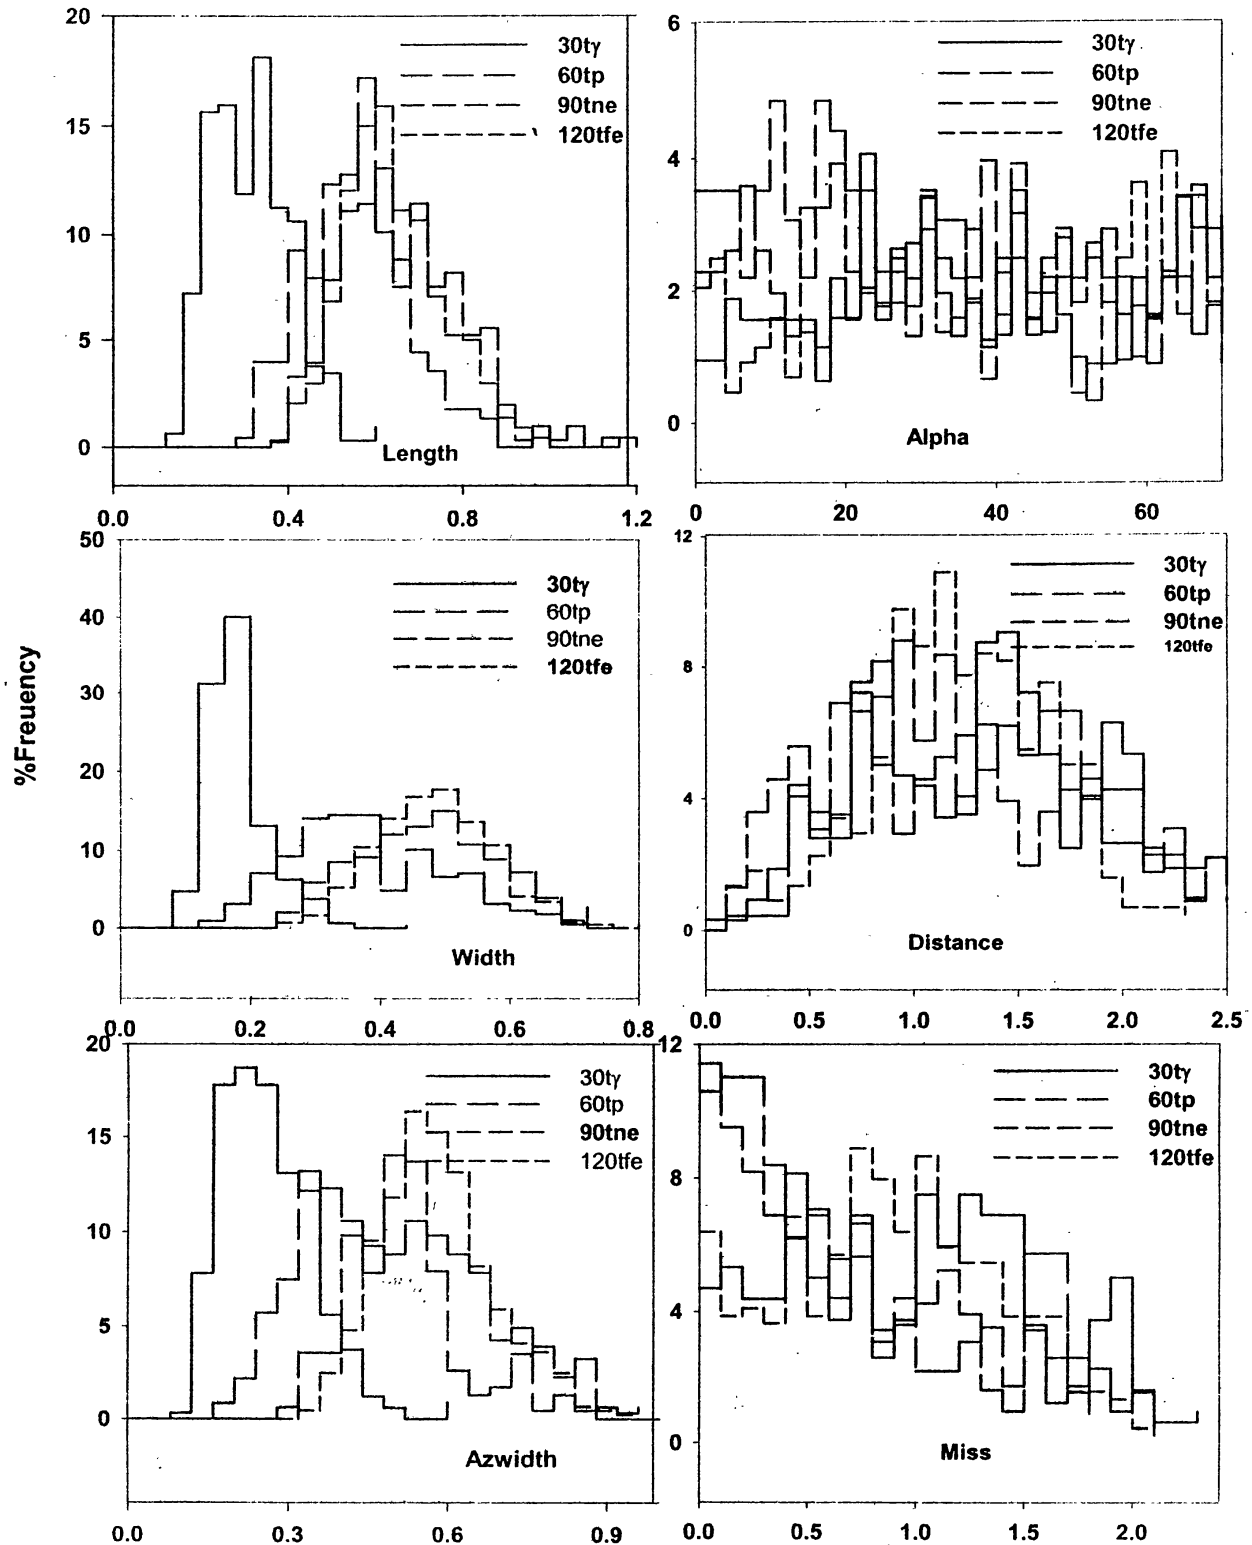 %Freuency
20
15
10
5
0
30tγ
60tp
90tne
120tfe
Length
0.0 0.4 0.8 1.2
6
4
2
0
30tγ
60tp
90tne
120tfe
Alpha
0 20 40 60
50
40
30
20
10
0
30tγ
60tp
90tne
120tfe
Width
0.0 0.2 0.4 0.6 0.8
12
8
4
0
30tγ
60tp
90tne
120tfe
Distance
0.0 0.5 1.0 1.5 2.0 2.5
20
15
10
5
0
30tγ
60tp
90tne
120tfe
Azwidth
0.0 0.3 0.6 0.9
12
8
4
0
30tγ
60tp
90tne
120tfe
Miss
0.0 0.5 1.0 1.5 2.0